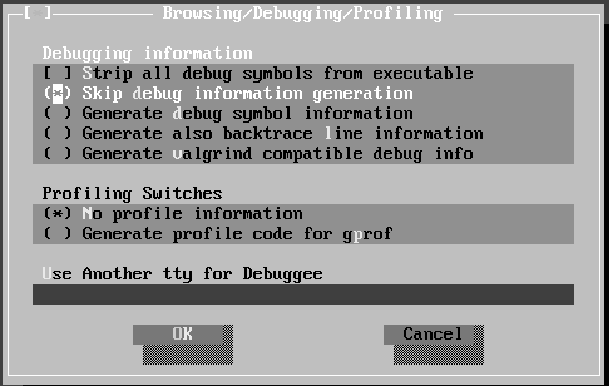 [ ] Browsing/Debugging/Profiling
Debugging information
[ ] Strip all debug symbols from executable
(*) Skip debug information generation
( ) Generate debug symbol information
( ) Generate also backtrace line information
( ) Generate valgrind compatible debug info
Profiling Switches
(*) No profile information
( ) Generate profile code for gprof
Use Another tty for Debuggee
OK Cancel